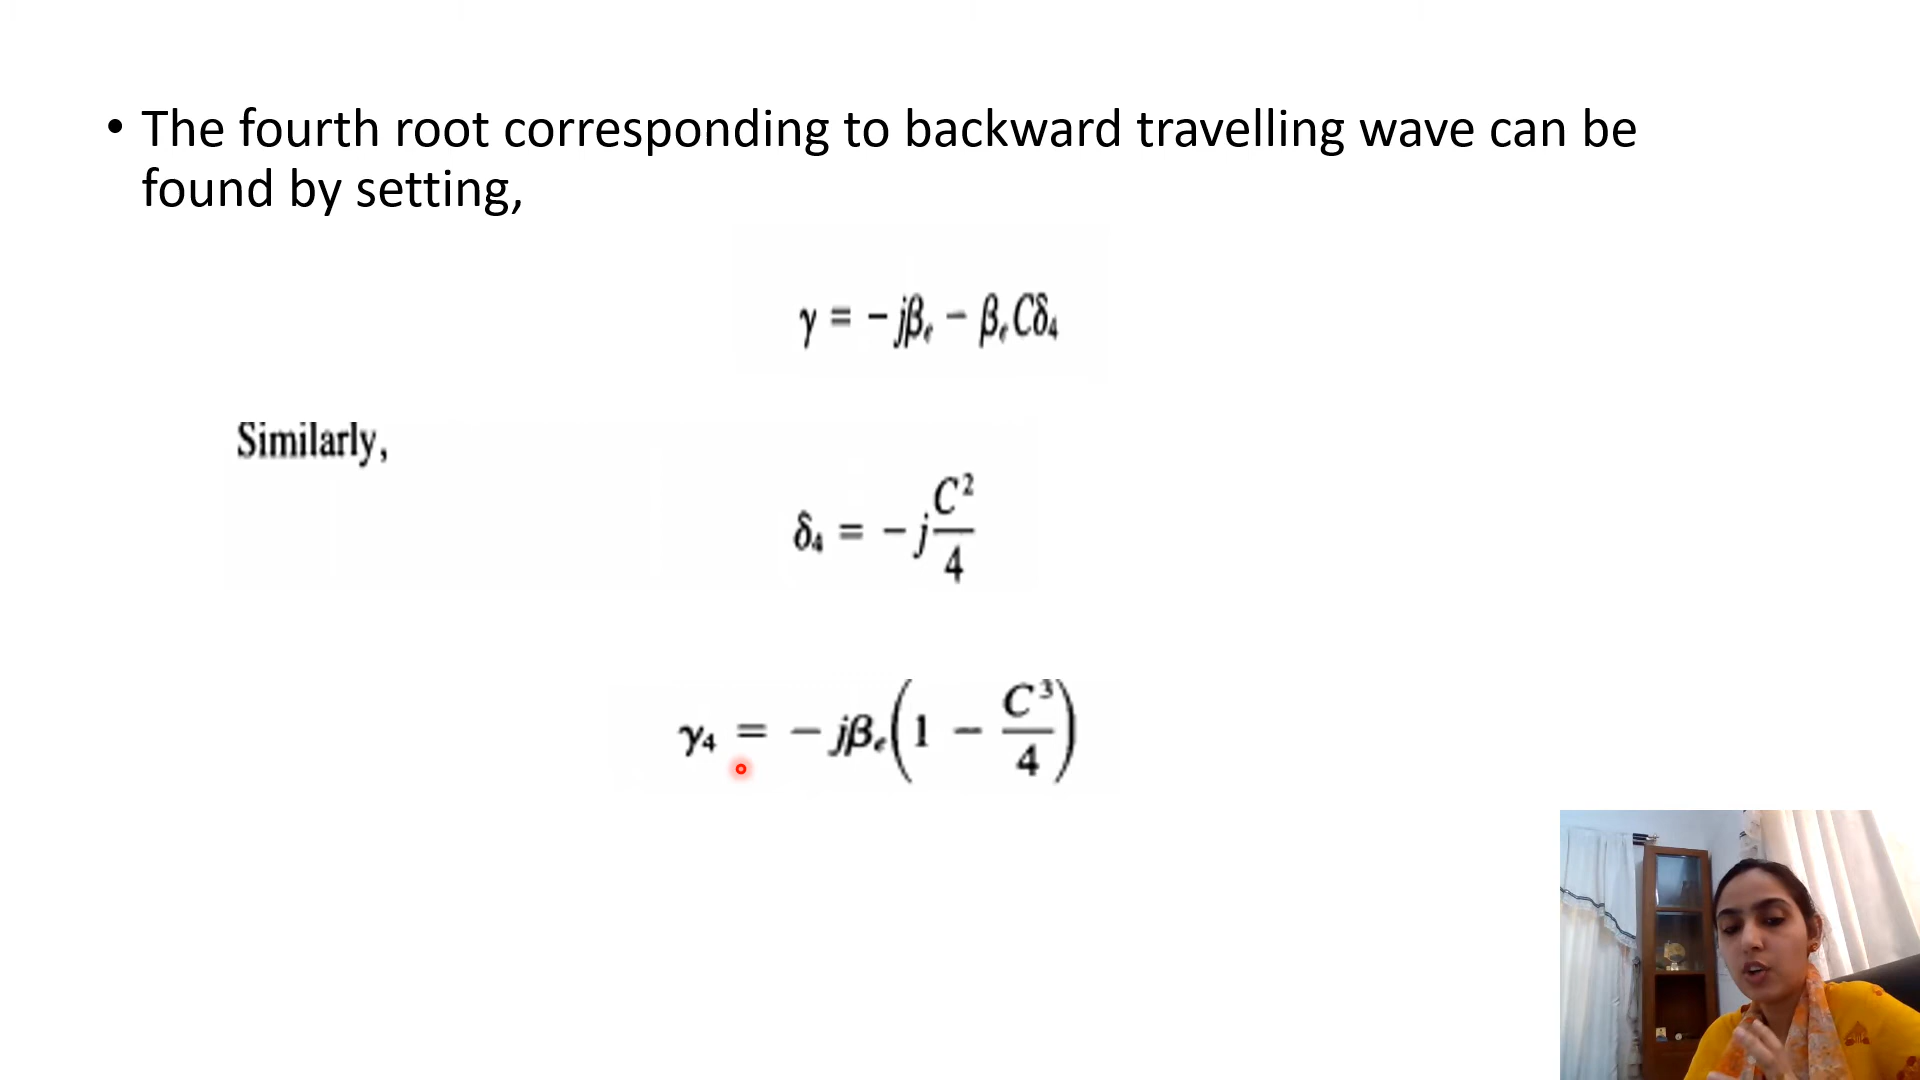 • The fourth root corresponding to backward travelling wave can be
found by setting,
γ = −jβₑ − βₑCδ₄
Similarly,
δ₄ = −j C²/4
γ₄ = −jβₑ(1 − C³/4)